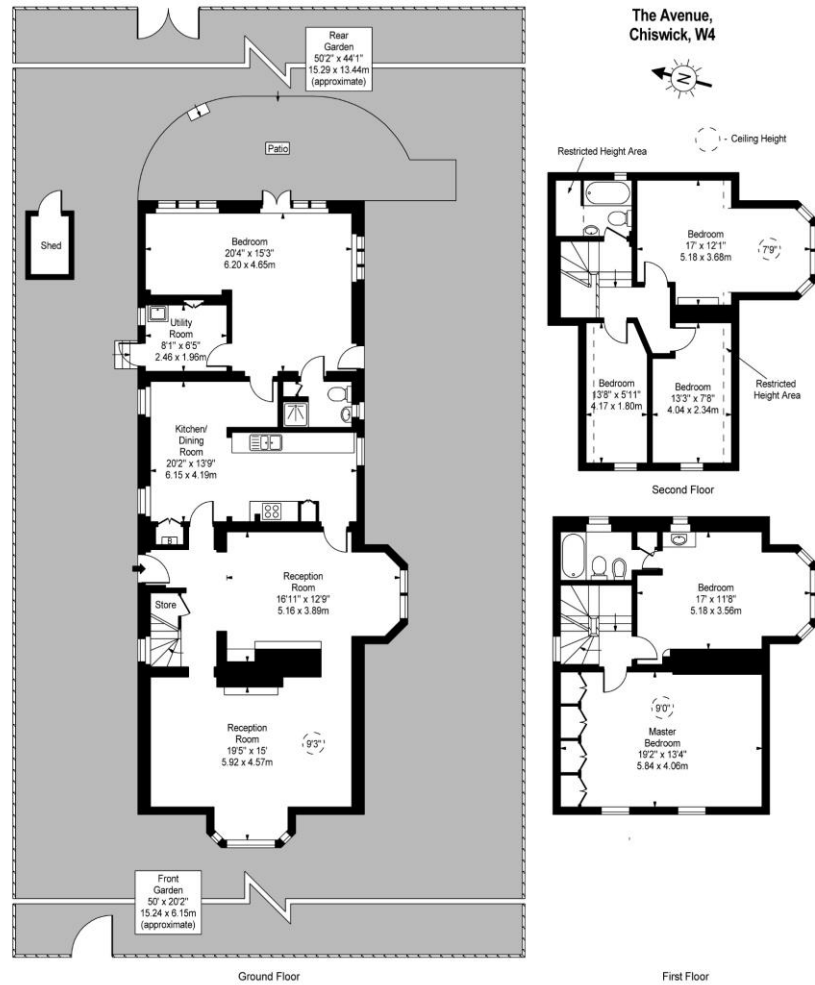 The Avenue,
Chiswick, W4
N
- Ceiling Height
Rear
Garden
50'2" x 44'1"
15.29 x 13.44m
(approximate)
Patio
Shed
Bedroom
20'4" x 15'3"
6.20 x 4.65m
Utility
Room
8'1" x 6'5"
2.46 x 1.96m
Kitchen/
Dining
Room
20'2" x 13'9"
6.15 x 4.19m
Reception
Room
16'11" x 12'9"
5.16 x 3.89m
Store
Reception
Room
19'5" x 15'
5.92 x 4.57m
9'3"
Front
Garden
50' x 20'2"
15.24 x 6.15m
(approximate)
Ground Floor
Restricted Height Area
Bedroom
17' x 12'1"
5.18 x 3.68m
7'9"
Bedroom
13'8" x 5'11"
4.17 x 1.80m
Bedroom
13'3" x 7'8"
4.04 x 2.34m
Restricted
Height Area
Second Floor
Bedroom
17' x 11'8"
5.18 x 3.56m
9'0"
Master
Bedroom
19'2" x 13'4"
5.84 x 4.06m
First Floor